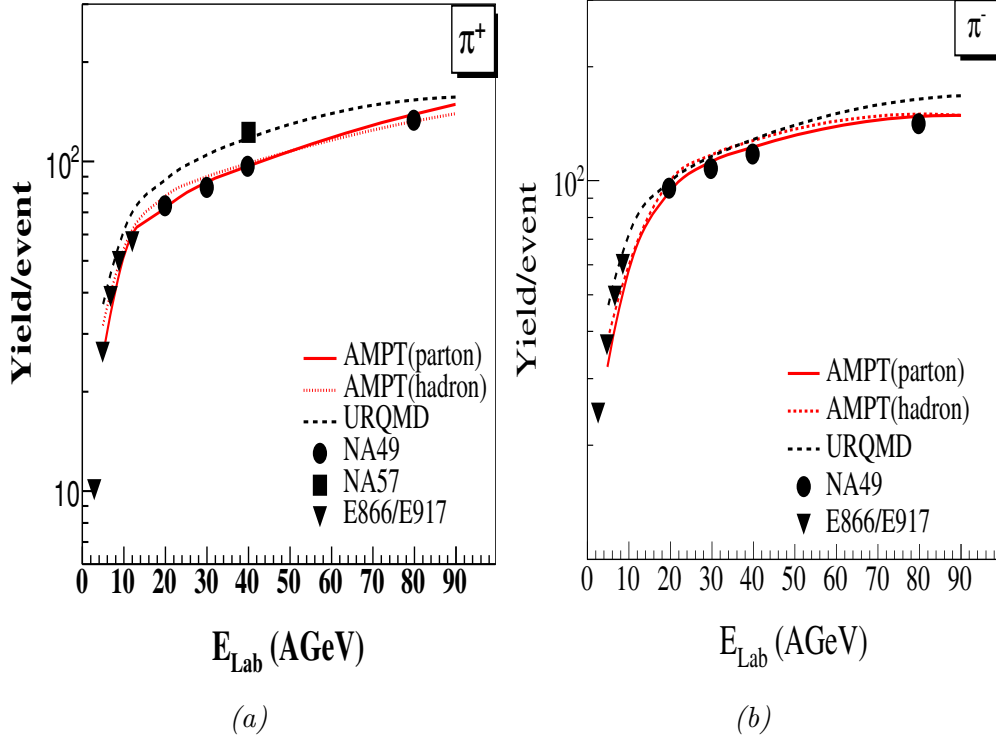 π⁺
Yield/event
10²
10
AMPT(parton)
AMPT(hadron)
URQMD
NA49
NA57
E866/E917
0 10 20 30 40 50 60 70 80 90
E_Lab (AGeV)
(a)
π⁻
Yield/event
10²
AMPT(parton)
AMPT(hadron)
URQMD
NA49
E866/E917
0 10 20 30 40 50 60 70 80 90
E_Lab (AGeV)
(b)